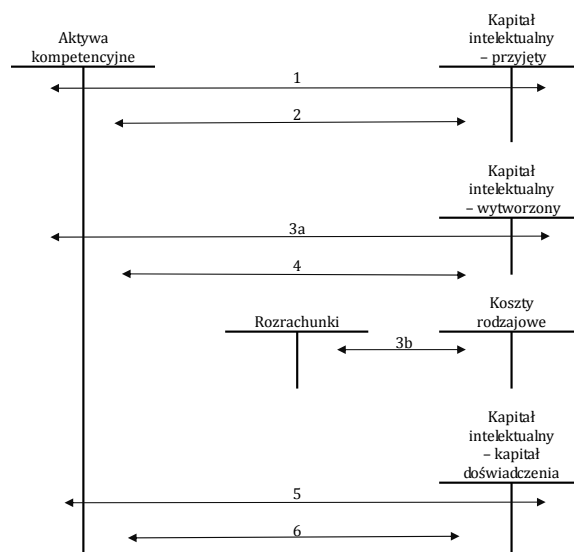 Aktywa
kompetencyjne
Kapitał
intelektualny
– przyjęty
1
2
Kapitał
intelektualny
– wytworzony
3a
4
Rozrachunki
Koszty
rodzajowe
3b
Kapitał
intelektualny
– kapitał
doświadczenia
5
6